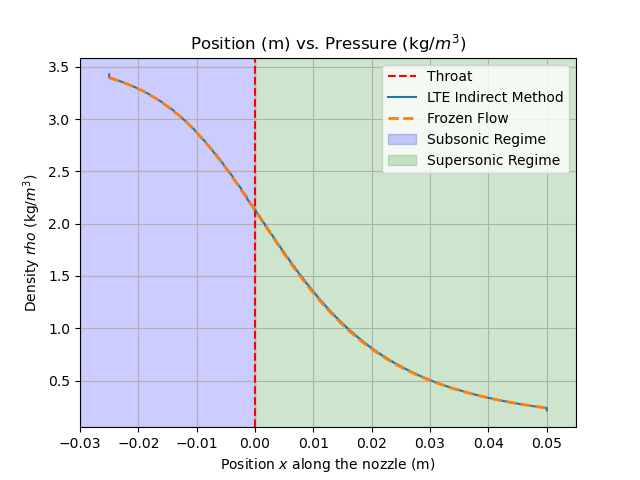 Position (m) vs. Pressure (kg/m³)
3.5
3.0
2.5
2.0
1.5
1.0
0.5
Density rho (kg/m³)
Throat
LTE Indirect Method
Frozen Flow
Subsonic Regime
Supersonic Regime
−0.03 −0.02 −0.01 0.00 0.01 0.02 0.03 0.04 0.05
Position x along the nozzle (m)